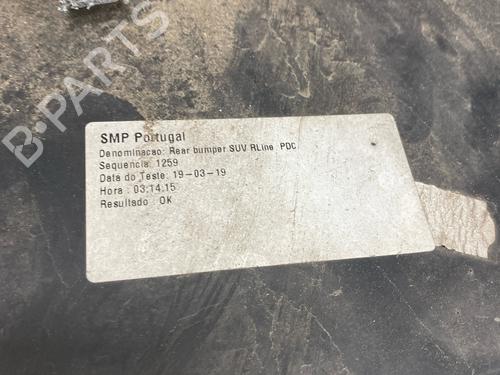 B-PARTS
SMP Portugal
Denominacao: Rear bumper SUV RLine PDC
Sequencia: 1259
Data do Teste: 19-03-19
Hora : 03:14:15
Resultado : OK